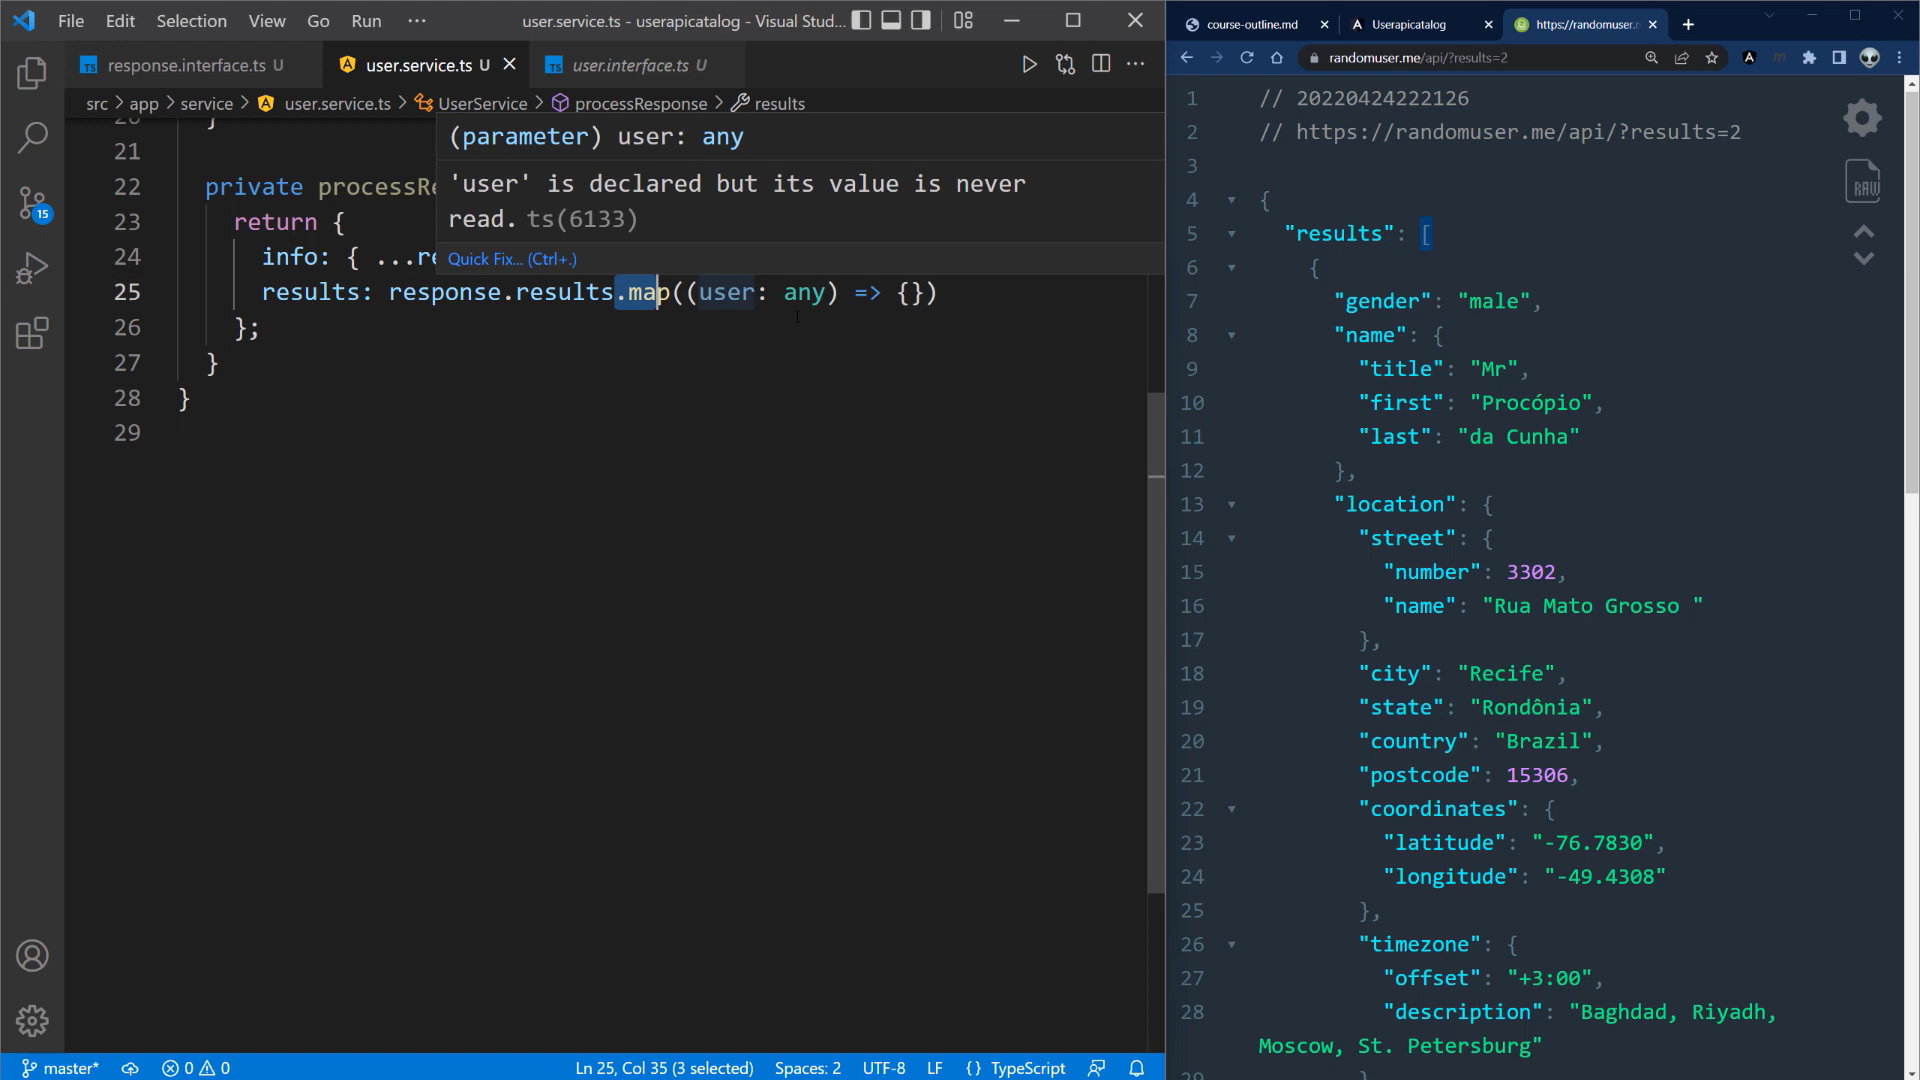 File Edit Selection View Go Run ··· user.service.ts - userapicatalog - Visual Stud...
response.interface.ts U user.service.ts U user.interface.ts U
src > app > service > user.service.ts > UserService > processResponse > results
(parameter) user: any
'user' is declared but its value is never
read. ts(6133)
Quick Fix... (Ctrl+.)
20 }
21
22 private processRe
23 return {
24 info: { ...re
25 results: response.results.map((user: any) => {})
26 };
27 }
28 }
29
15
master* 0 0 Ln 25, Col 35 (3 selected) Spaces: 2 UTF-8 LF {} TypeScript
course-outline.md Userapicatalog https://randomuser.
randomuser.me/api/?results=2
RAW
1 // 20220424222126
2 // https://randomuser.me/api/?results=2
3
4 {
5 "results": [
6 {
7 "gender": "male",
8 "name": {
9 "title": "Mr",
10 "first": "Procópio",
11 "last": "da Cunha"
12 },
13 "location": {
14 "street": {
15 "number": 3302,
16 "name": "Rua Mato Grosso "
17 },
18 "city": "Recife",
19 "state": "Rondônia",
20 "country": "Brazil",
21 "postcode": 15306,
22 "coordinates": {
23 "latitude": "-76.7830",
24 "longitude": "-49.4308"
25 },
26 "timezone": {
27 "offset": "+3:00",
28 "description": "Baghdad, Riyadh,
Moscow, St. Petersburg"
29 }